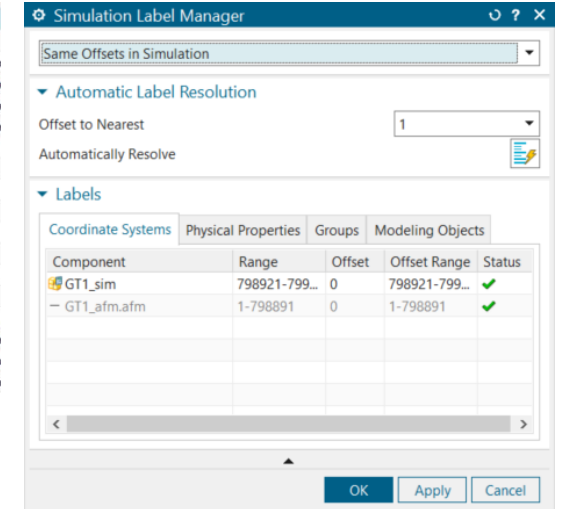 Simulation Label Manager
Same Offsets in Simulation
Automatic Label Resolution
Offset to Nearest 1
Automatically Resolve
Labels
Coordinate Systems Physical Properties Groups Modeling Objects
Component Range Offset Offset Range Status
GT1_sim 798921-799... 0 798921-799...
GT1_afm.afm 1-798891 0 1-798891
OK Apply Cancel